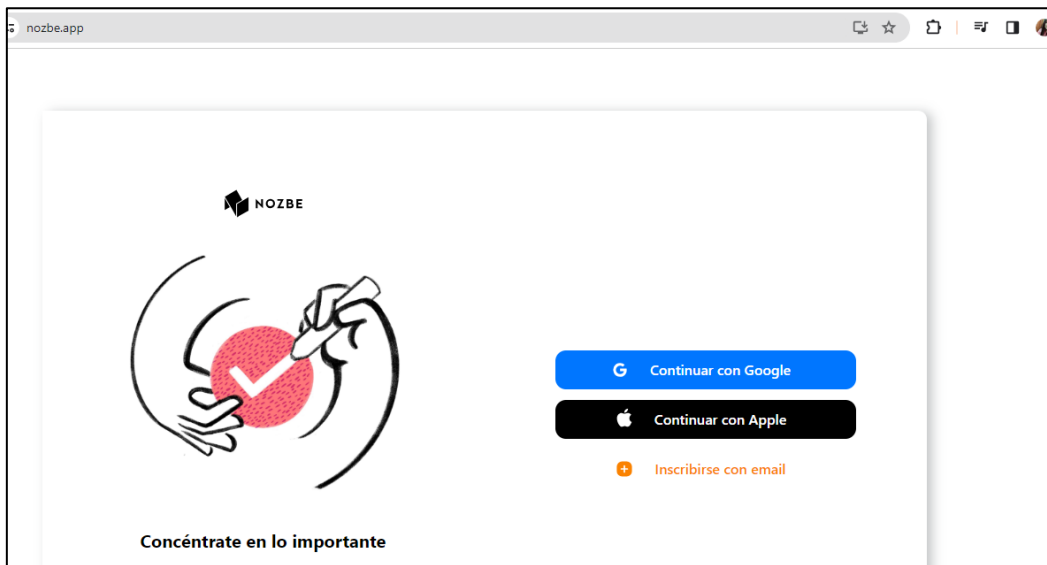 nozbe.app
NOZBE
Continuar con Google
Continuar con Apple
Inscribirse con email
Concéntrate en lo importante